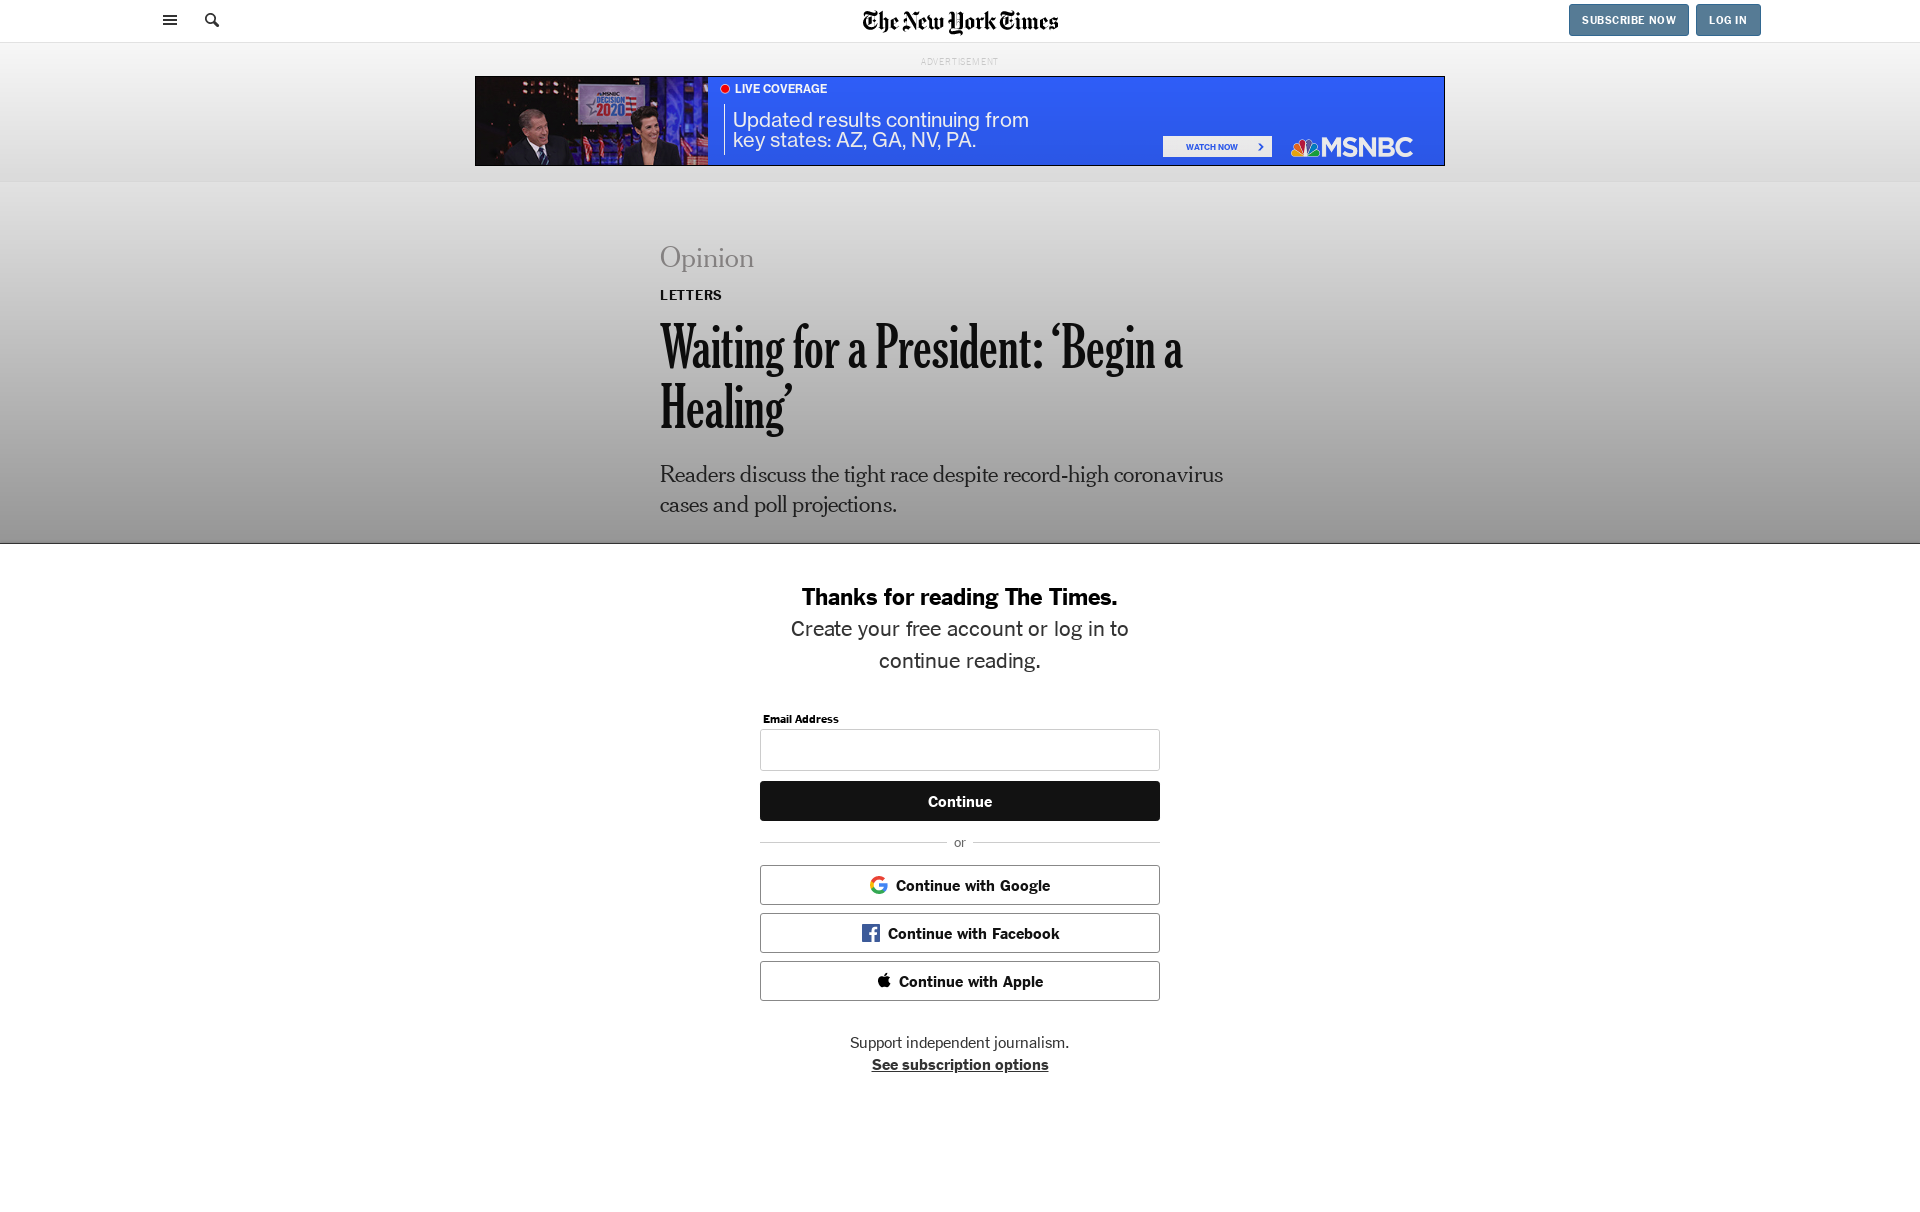 The New York Times
SUBSCRIBE NOW
LOG IN
ADVERTISEMENT
MSNBC
DECISION
2020
LIVE COVERAGE
Updated results continuing from
key states: AZ, GA, NV, PA.
WATCH NOW
MSNBC
Opinion
LETTERS
Waiting for a President: ‘Begin a
Healing’
Readers discuss the tight race despite record-high coronavirus
cases and poll projections.
Thanks for reading The Times.
Create your free account or log in to
continue reading.
Email Address
Continue
or
Continue with Google
Continue with Facebook
Continue with Apple
Support independent journalism.
See subscription options